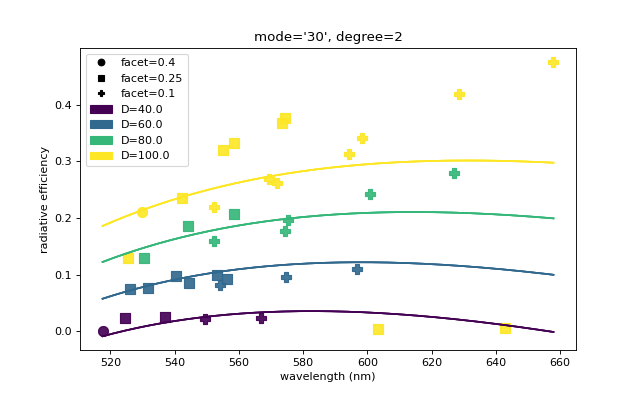 mode='30', degree=2
facet=0.4
facet=0.25
facet=0.1
D=40.0
D=60.0
D=80.0
D=100.0
radiative efficiency
0.4
0.3
0.2
0.1
0.0
520 540 560 580 600 620 640 660
wavelength (nm)